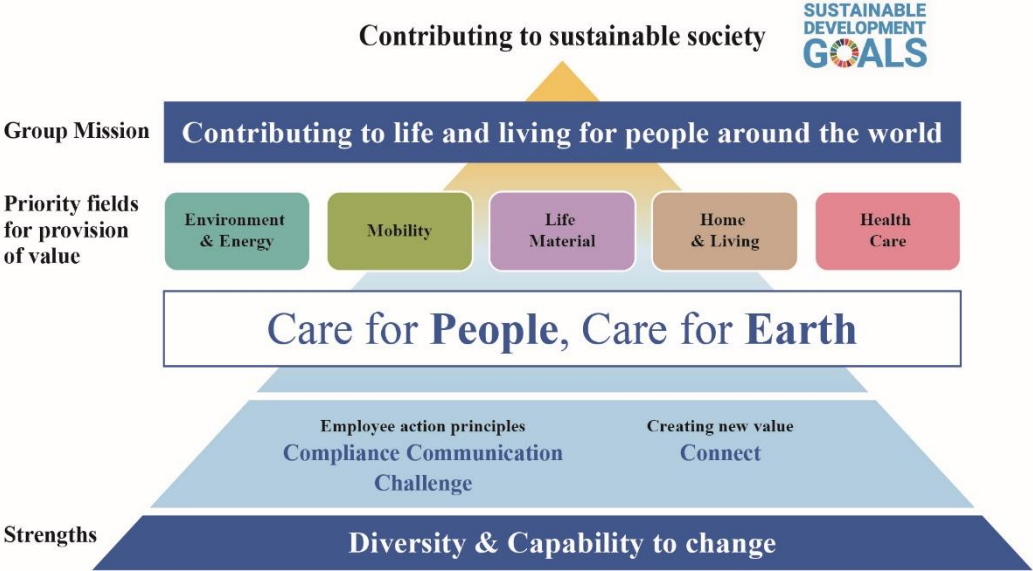 Contributing to sustainable society
SUSTAINABLE
DEVELOPMENT
GOALS
Group Mission
Contributing to life and living for people around the world
Priority fields
for provision
of value
Environment
& Energy
Mobility
Life
Material
Home
& Living
Health
Care
Care for People, Care for Earth
Employee action principles
Compliance Communication
Challenge
Creating new value
Connect
Strengths
Diversity & Capability to change